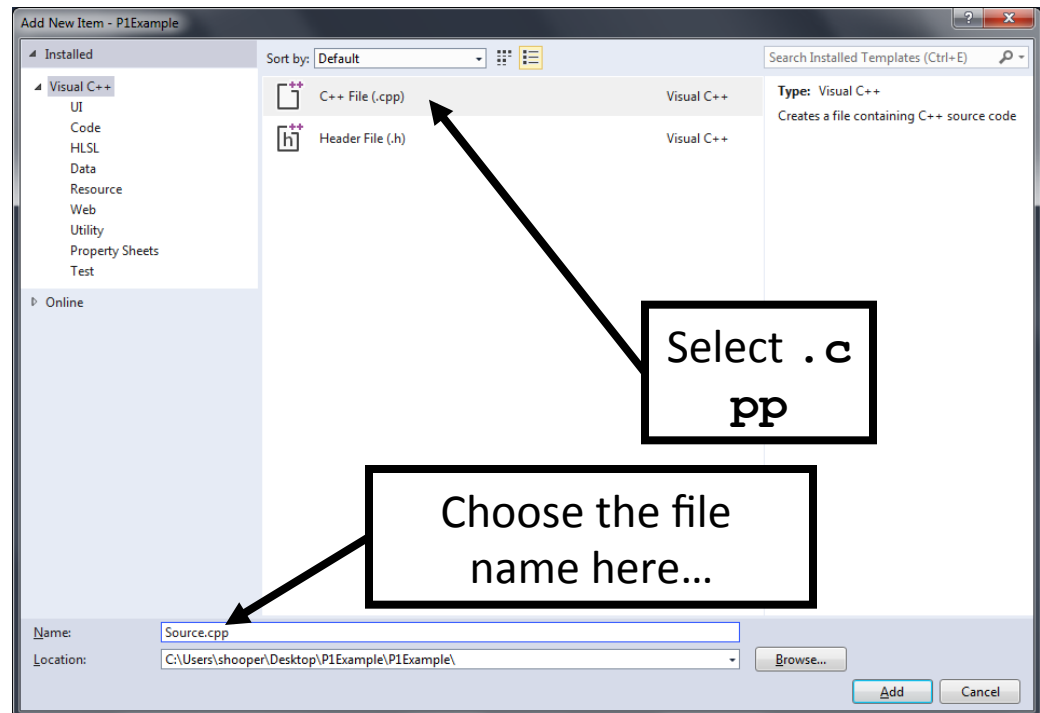 Add New Item - P1Example
Installed
Sort by: Default
Search Installed Templates (Ctrl+E)
Visual C++
UI
Code
HLSL
Data
Resource
Web
Utility
Property Sheets
Test
Online
C++ File (.cpp) Visual C++
Header File (.h) Visual C++
Type: Visual C++
Creates a file containing C++ source code
Select .c
pp
Choose the file
name here…
Name: Source.cpp
Location: C:\Users\shooper\Desktop\P1Example\P1Example\
Browse...
Add Cancel